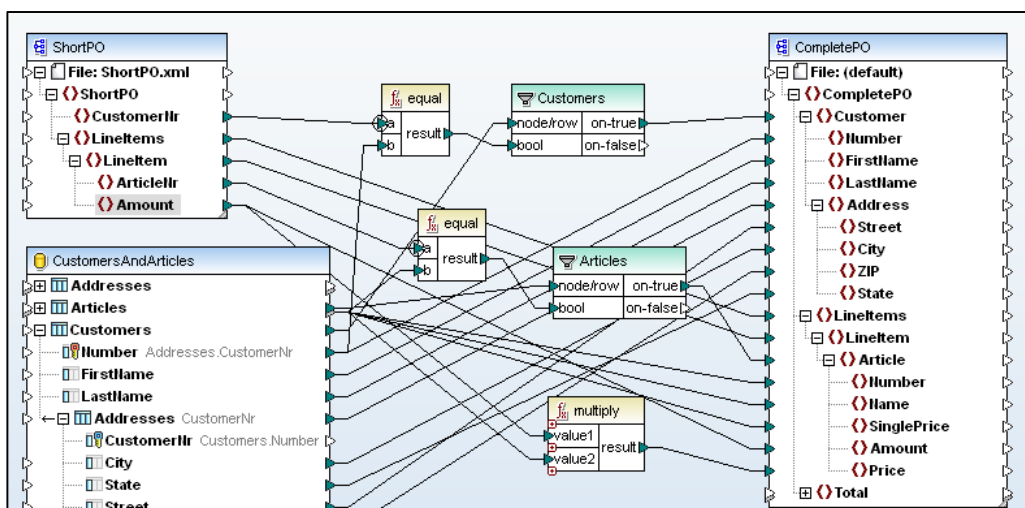 ShortPO
File: ShortPO.xml
ShortPO
CustomerNr
LineItems
LineItem
ArticleNr
Amount
CustomersAndArticles
Addresses
Articles
Customers
Number Addresses.CustomerNr
FirstName
LastName
Addresses CustomerNr
CustomerNr Customers.Number
City
State
Street
equal
a
b
result
Customers
node/row on-true
bool on-false
equal
a
b
result
Articles
node/row on-true
bool on-false
multiply
value1
value2
result
CompletePO
File: (default)
CompletePO
Customer
Number
FirstName
LastName
Address
Street
City
ZIP
State
LineItems
LineItem
Article
Number
Name
SinglePrice
Amount
Price
Total